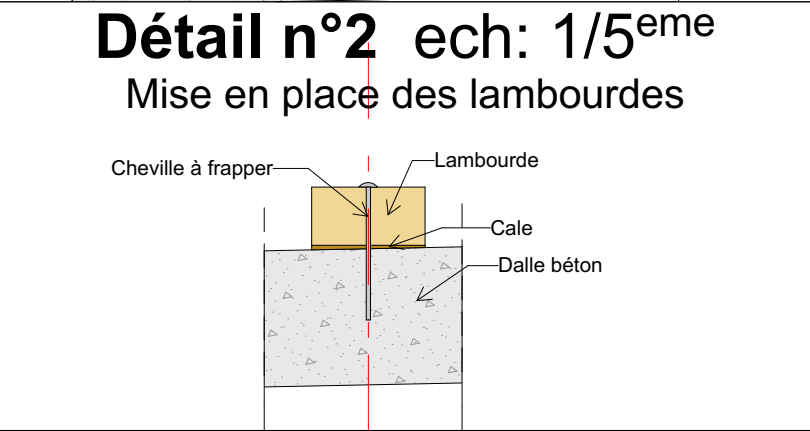 Détail n°2 ech: 1/5eme
Mise en place des lambourdes
Cheville à frapper
Lambourde
Cale
Dalle béton